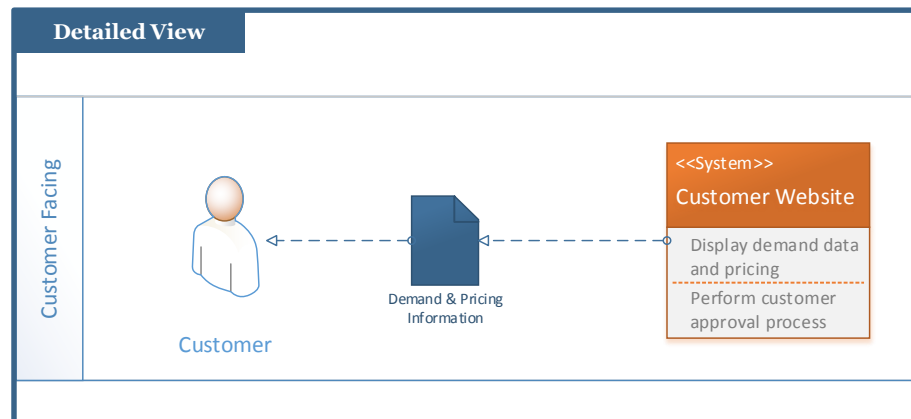 Detailed View
Customer Facing
<<System>>
Customer Website
Display demand data
and pricing
Perform customer
approval process
Demand & Pricing
Information
Customer